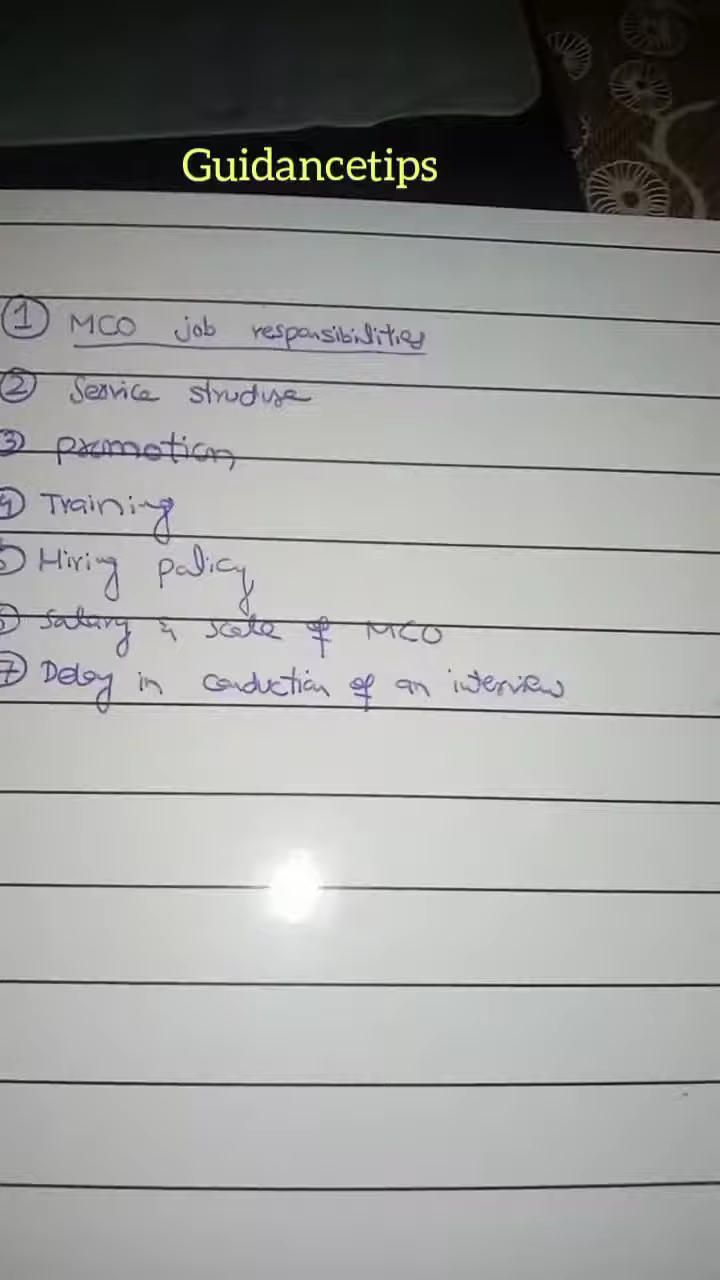 Guidancetips
① MCO job responsibilities
② Service structure
③ promotion
④ Training
⑤ Hiring policy
⑥ Salary & scale of MCO
⑦ Delay in conduction of an interview